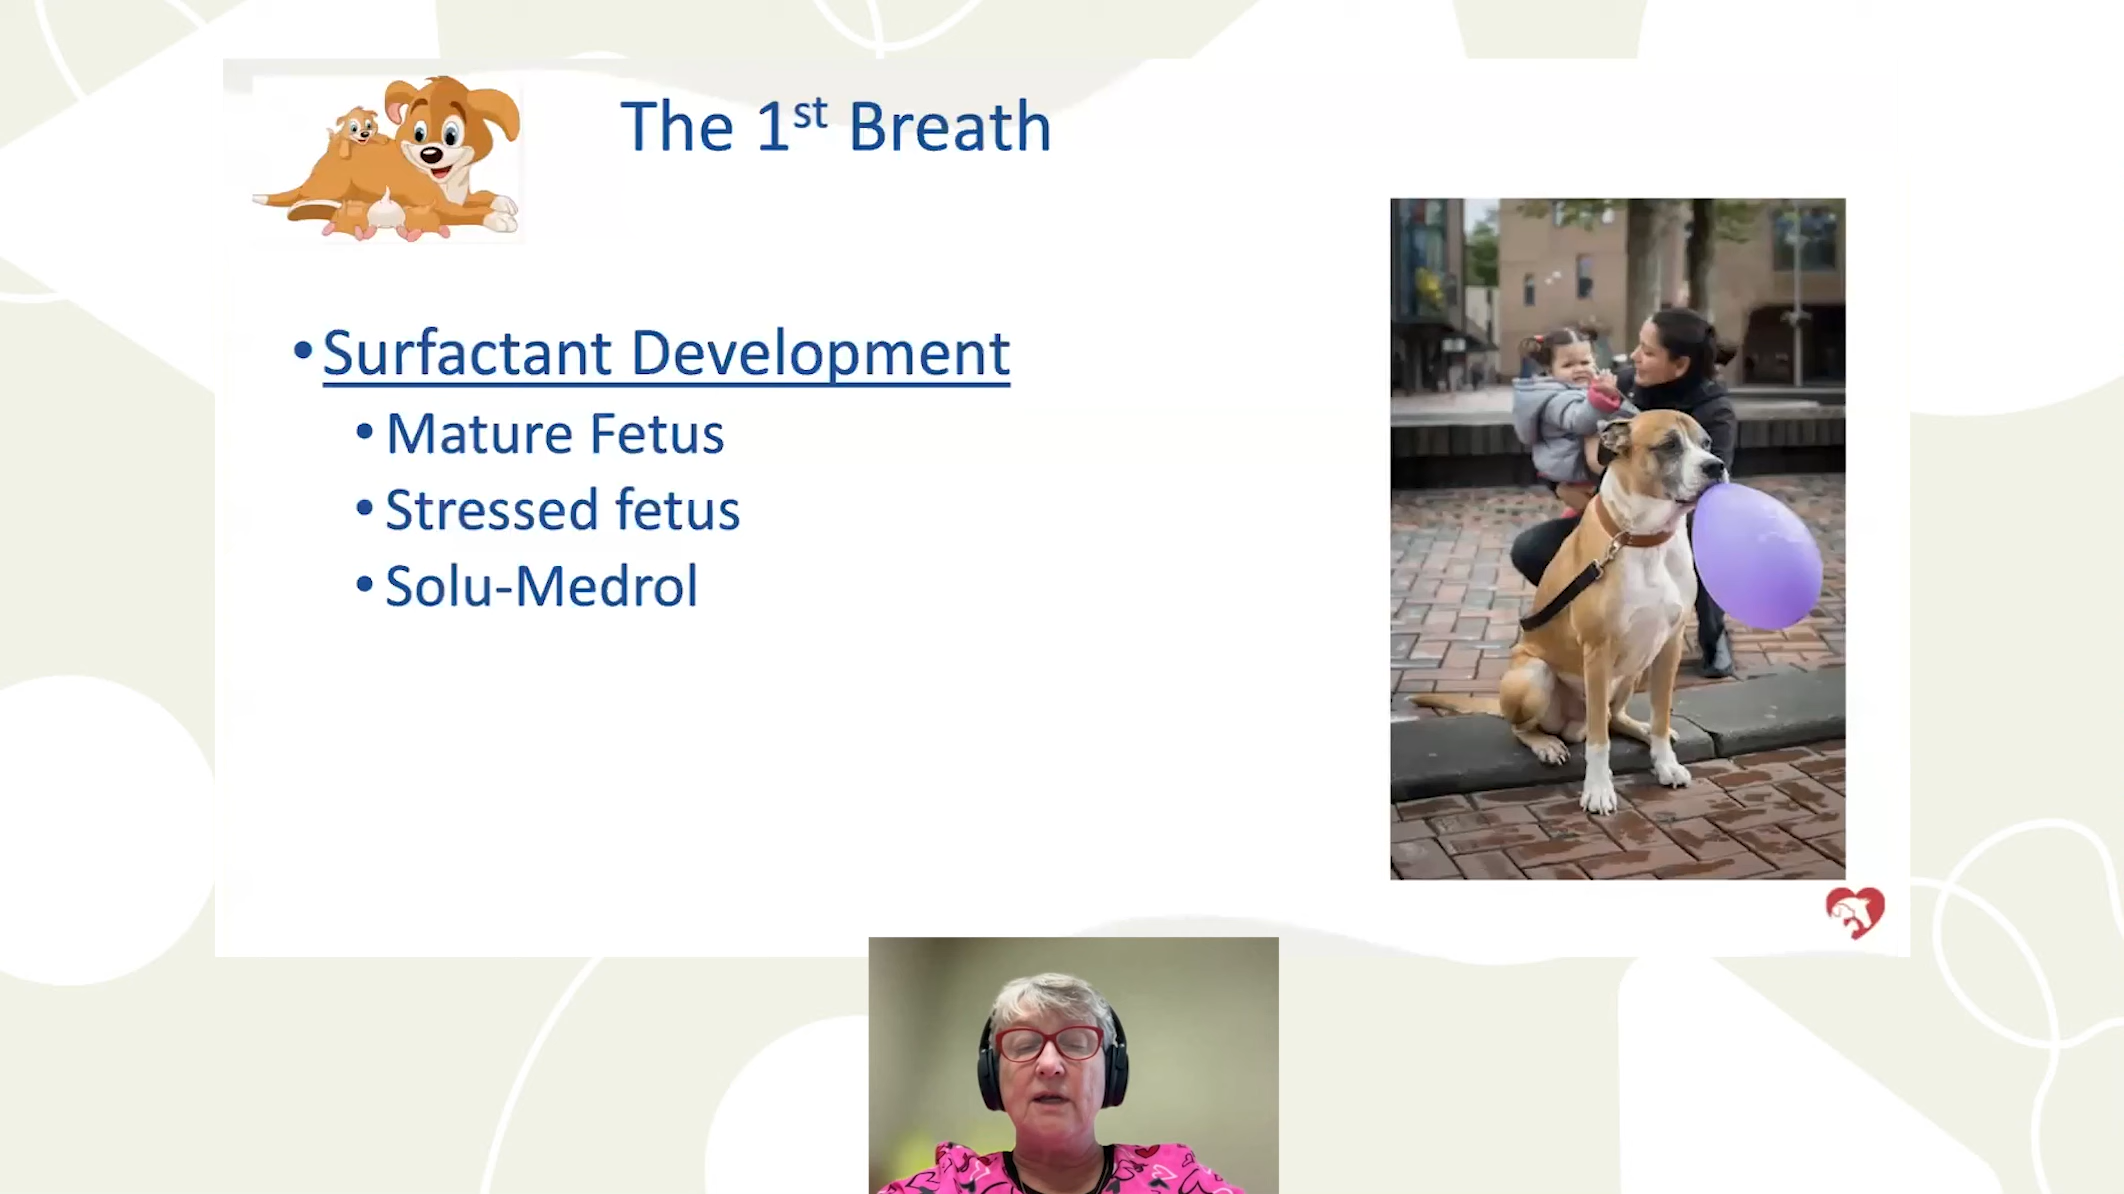 The 1st Breath
•Surfactant Development
•Mature Fetus
•Stressed fetus
•Solu-Medrol